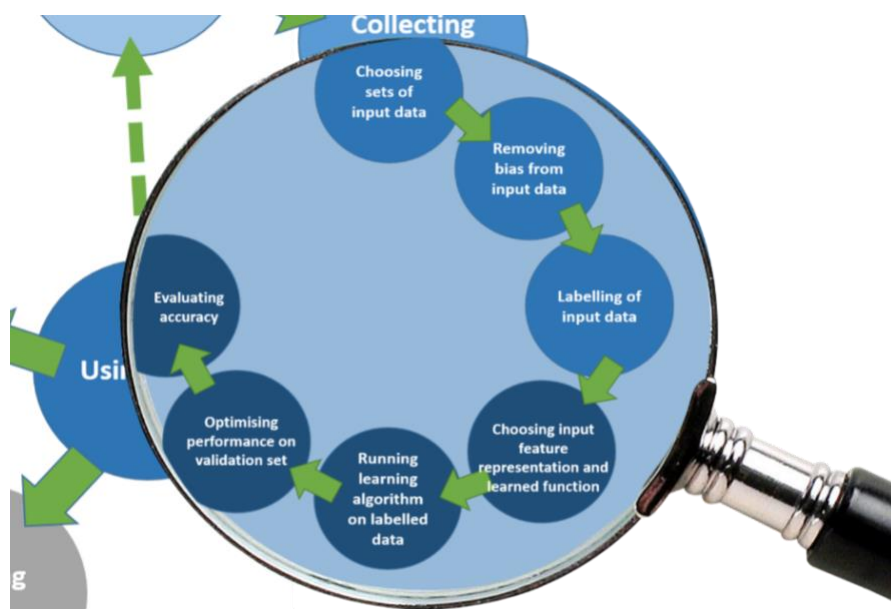 Collecting
Choosing
sets of
input data
Removing
bias from
input data
Labelling of
input data
Choosing input
feature
representation and
learned function
Running
learning
algorithm
on labelled
data
Optimising
performance on
validation set
Evaluating
accuracy
Usin
g